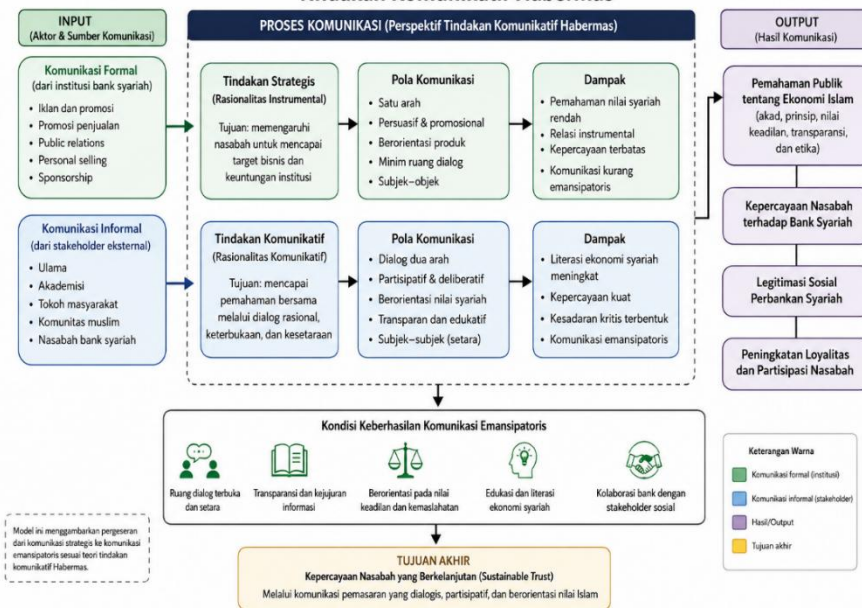 INPUT
(Aktor & Sumber Komunikasi)
Komunikasi Formal
(dari institusi bank syariah)
• Iklan dan promosi
• Promosi penjualan
• Public relations
• Personal selling
• Sponsorship
Komunikasi Informal
(dari stakeholder eksternal)
• Ulama
• Akademisi
• Tokoh masyarakat
• Komunitas muslim
• Nasabah bank syariah
PROSES KOMUNIKASI (Perspektif Tindakan Komunikatif Habermas)
Tindakan Strategis
(Rasionalitas Instrumental)
Tujuan: memengaruhi
nasabah untuk mencapai
target bisnis dan
keuntungan institusi
Pola Komunikasi
• Satu arah
• Persuasif & promosional
• Berorientasi produk
• Minim ruang dialog
• Subjek–objek
Dampak
• Pemahaman nilai syariah
rendah
• Relasi instrumental
• Kepercayaan terbatas
• Komunikasi kurang
emansipatoris
Tindakan Komunikatif
(Rasionalitas Komunikatif)
Tujuan: mencapai
pemahaman bersama
melalui dialog rasional,
keterbukaan, dan kesetaraan
Pola Komunikasi
• Dialog dua arah
• Partisipatif & deliberatif
• Berorientasi nilai syariah
• Transparan dan edukatif
• Subjek–subjek (setara)
Dampak
• Literasi ekonomi syariah
meningkat
• Kepercayaan kuat
• Kesadaran kritis terbentuk
• Komunikasi emansipatoris
OUTPUT
(Hasil Komunikasi)
Pemahaman Publik
tentang Ekonomi Islam
(akad, prinsip, nilai
keadilan, transparansi,
dan etika)
Kepercayaan Nasabah
terhadap Bank Syariah
Legitimasi Sosial
Perbankan Syariah
Peningkatan Loyalitas
dan Partisipasi Nasabah
Kondisi Keberhasilan Komunikasi Emansipatoris
Ruang dialog terbuka
dan setara
Transparansi dan kejujuran
informasi
Berorientasi pada nilai
keadilan dan kemaslahatan
Edukasi dan literasi
ekonomi syariah
Kolaborasi bank dengan
stakeholder sosial
Keterangan Warna
Komunikasi formal (institusi)
Komunikasi informal (stakeholder)
Hasil/Output
Tujuan akhir
Model ini menggambarkan pergeseran
dari komunikasi strategis ke komunikasi
emansipatoris sesuai teori tindakan
komunikatif Habermas.
TUJUAN AKHIR
Kepercayaan Nasabah yang Berkelanjutan (Sustainable Trust)
Melalui komunikasi pemasaran yang dialogis, partisipatif, dan berorientasi nilai Islam